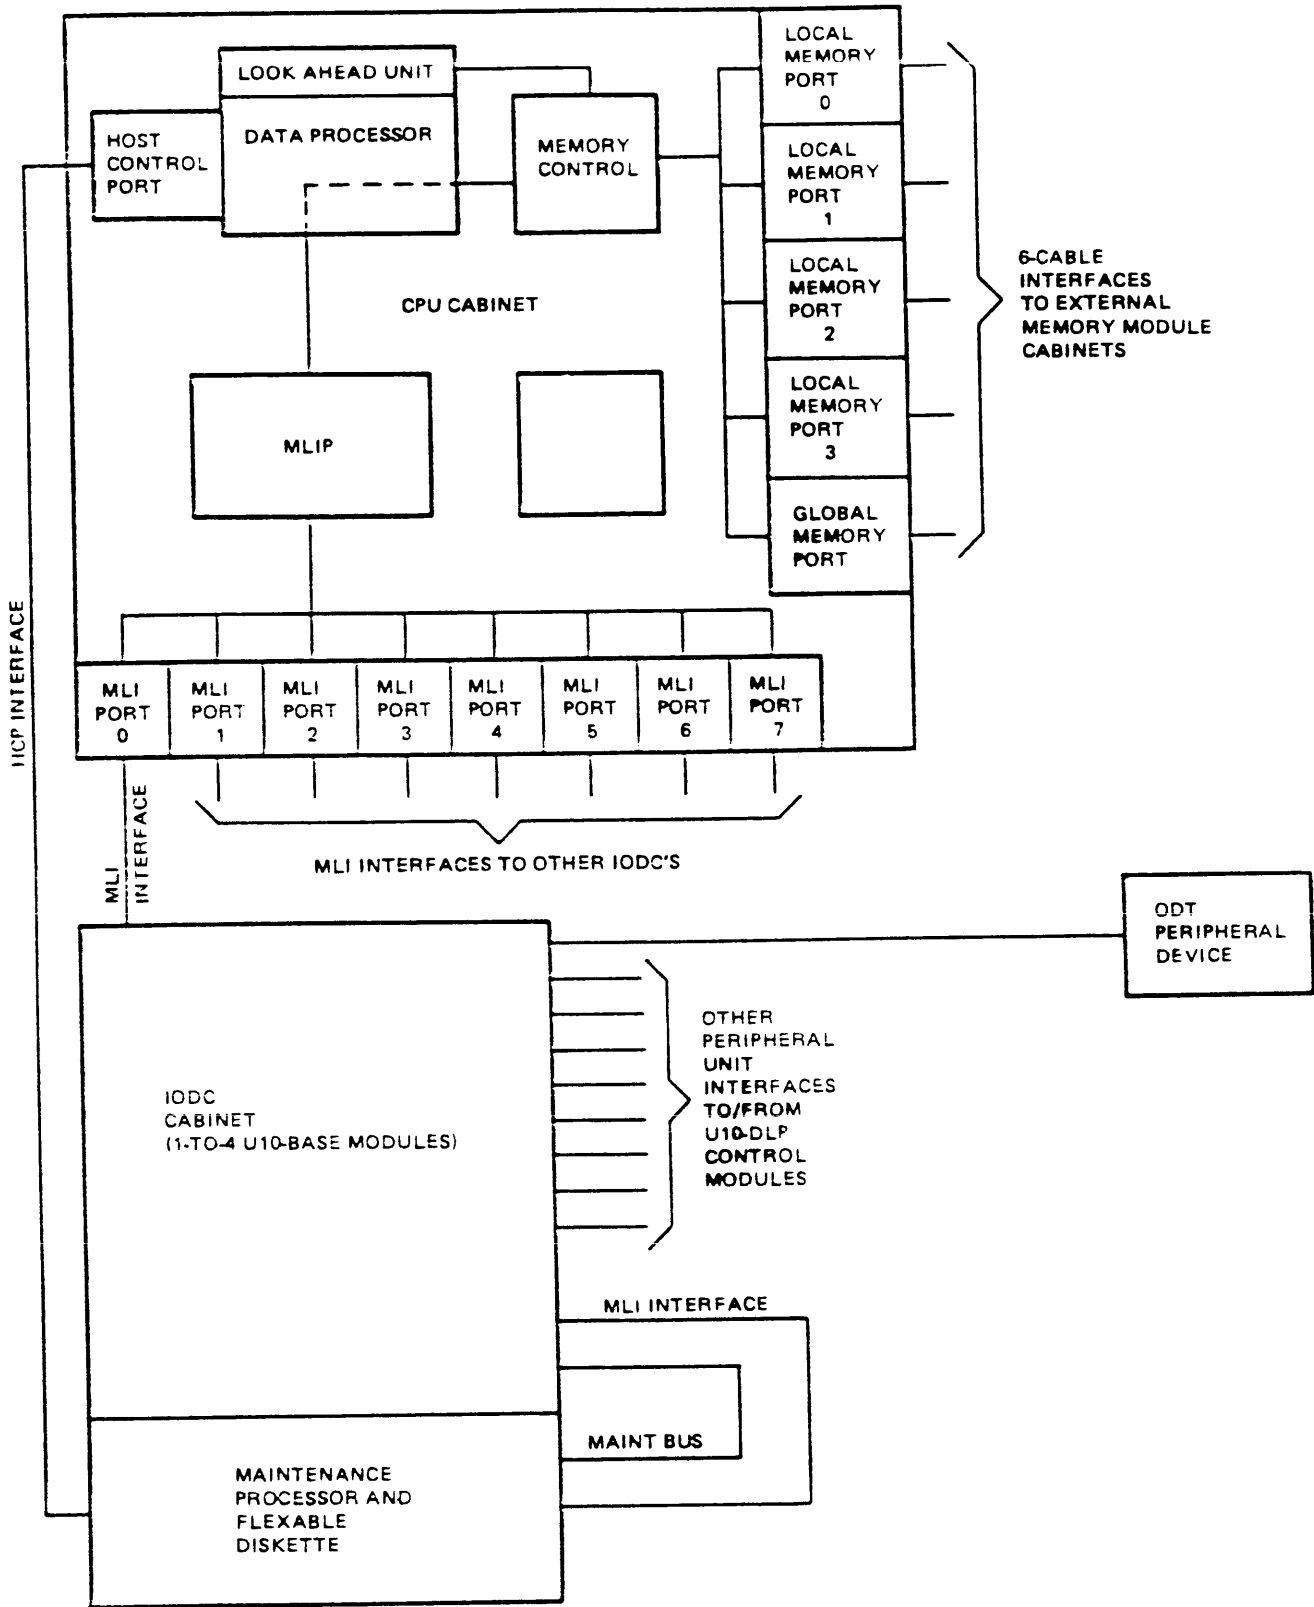 LOOK AHEAD UNIT
DATA PROCESSOR
HOST
CONTROL
PORT
MEMORY
CONTROL
LOCAL
MEMORY
PORT
0
LOCAL
MEMORY
PORT
1
LOCAL
MEMORY
PORT
2
LOCAL
MEMORY
PORT
3
GLOBAL
MEMORY
PORT
6-CABLE
INTERFACES
TO EXTERNAL
MEMORY MODULE
CABINETS
CPU CABINET
MLIP
HCP INTERFACE
MLI
PORT
0
MLI
PORT
1
MLI
PORT
2
MLI
PORT
3
MLI
PORT
4
MLI
PORT
5
MLI
PORT
6
MLI
PORT
7
MLI
INTERFACE
MLI INTERFACES TO OTHER IODC'S
ODT
PERIPHERAL
DEVICE
OTHER
PERIPHERAL
UNIT
INTERFACES
TO/FROM
U10-DLP
CONTROL
MODULES
IODC
CABINET
(1-TO-4 U10-BASE MODULES)
MLI INTERFACE
MAINT BUS
MAINTENANCE
PROCESSOR AND
FLEXABLE
DISKETTE